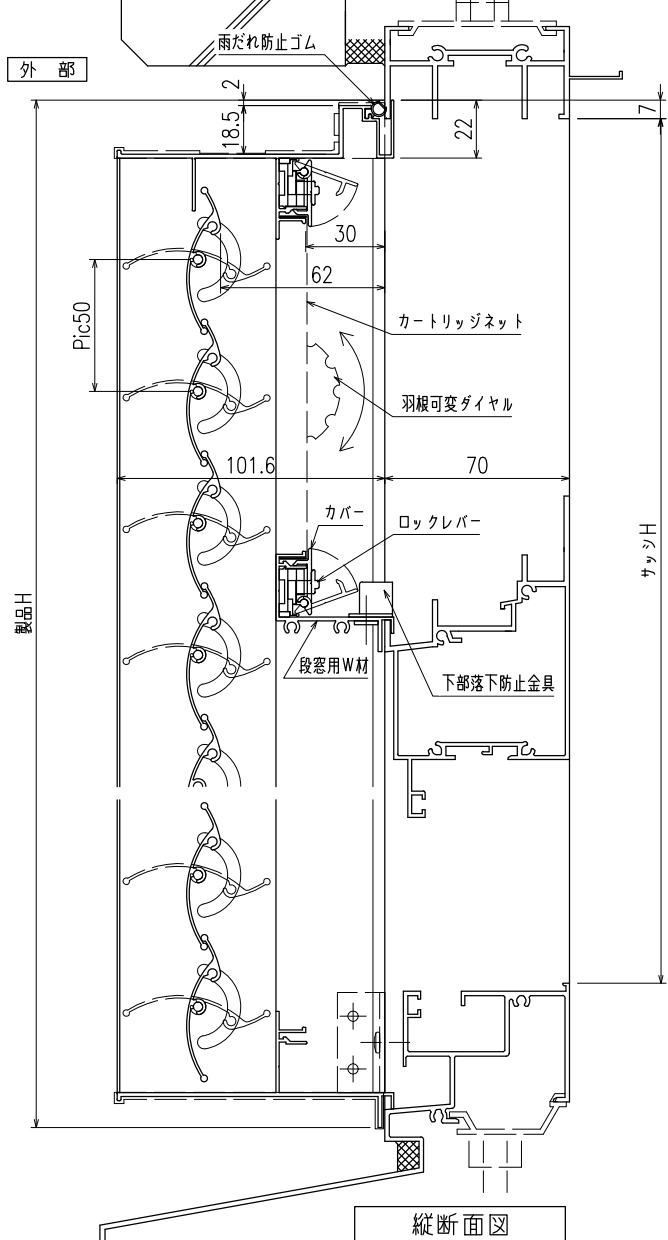 雨だれ防止ゴム
外 部
2
18.5
22
7
30
62
Pic50
カートリッジネット
羽根可変ダイヤル
101.6
70
カバー
ロックレバー
サッシH
製品H
段窓用W材
下部落下防止金具
縦断面図